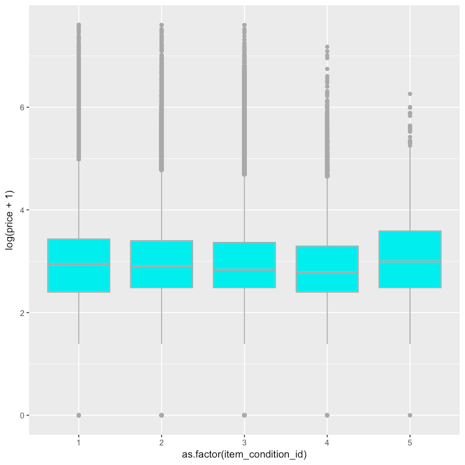 log(price + 1)
6
4
2
0
1 2 3 4 5
as.factor(item_condition_id)